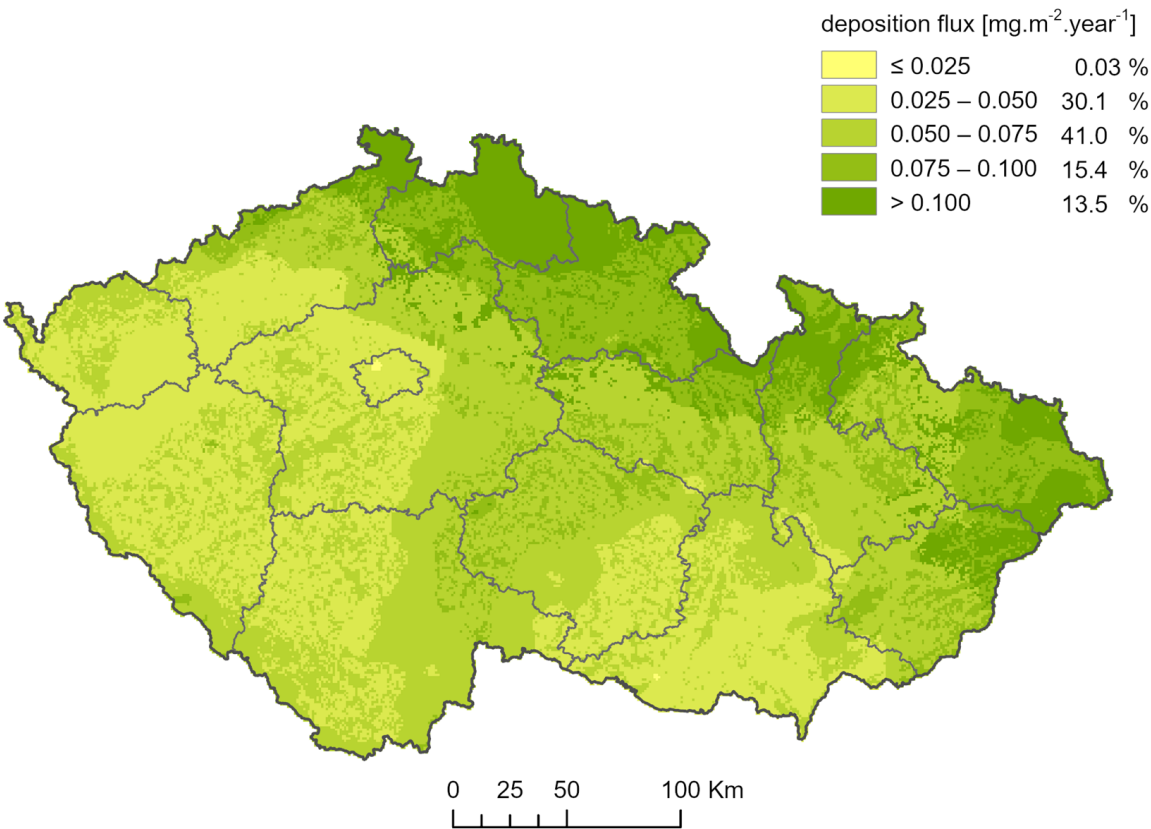 deposition flux [mg.m⁻².year⁻¹]
≤ 0.025 0.03 %
0.025 – 0.050 30.1 %
0.050 – 0.075 41.0 %
0.075 – 0.100 15.4 %
> 0.100 13.5 %
0 25 50 100 Km